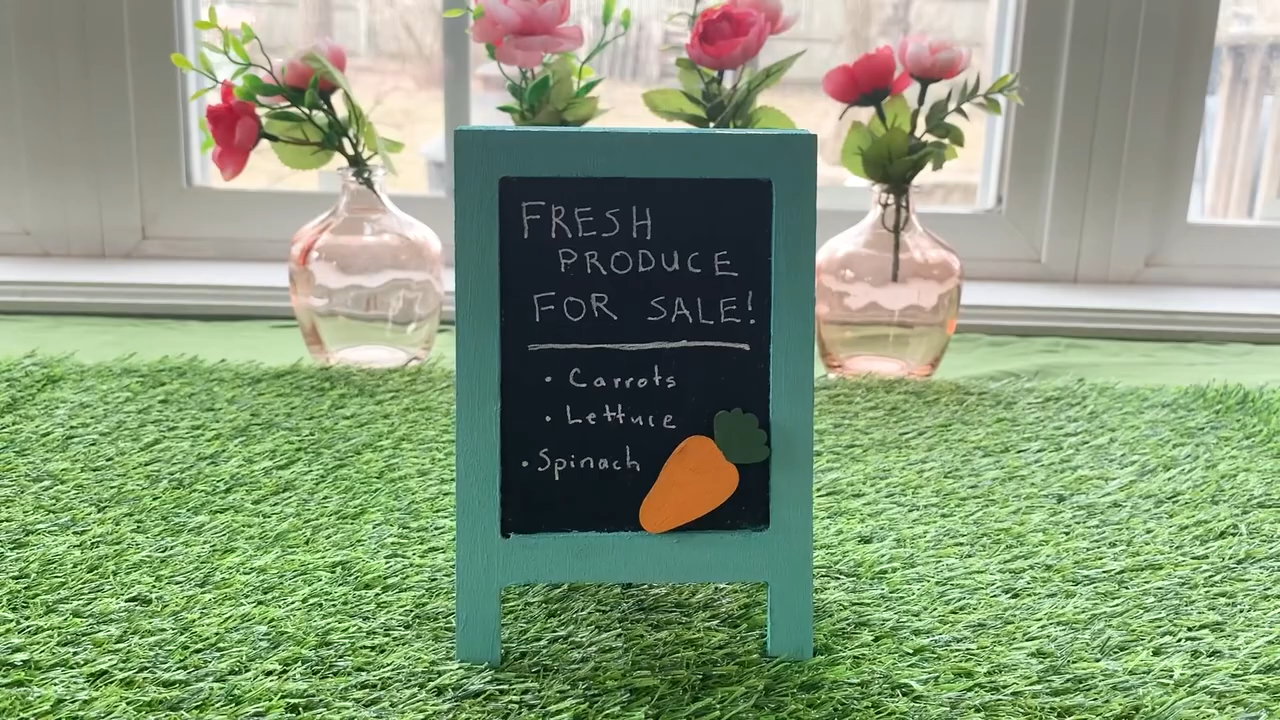 FRESH
PRODUCE
FOR SALE!
• Carrots
• Lettuce
• Spinach